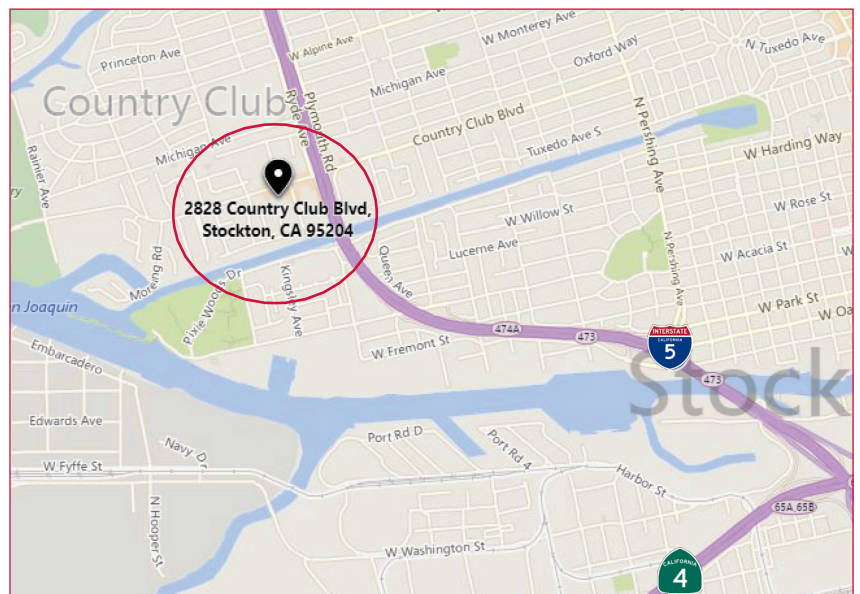 W Alpine Ave
W Monterey Ave
Oxford Way
N Tuxedo Ave
Princeton Ave
Michigan Ave
Country Club
Ryde Ave
Plymouth Rd
Country Club Blvd
N Pershing Ave
Tuxedo Ave S
W Harding Way
Rainier Ave
Michigan Ave
2828 Country Club Blvd,
Stockton, CA 95204
W Willow St
W Rose St
Lucerne Ave
W Acacia St
N Pershing Ave
Moreing Rd
Pixie Woods Dr
Kingsley Ave
Queen Ave
W Park St
Joaquin
Embarcadero
474A
473
INTERSTATE
CALIFORNIA
5
W Fremont St
473
Stock
Edwards Ave
Navy Dr
Port Rd D
Port Rd 4
W Fyffe St
Harbor St
N Hooper St
65A, 65B
W Washington St
CALIFORNIA
4